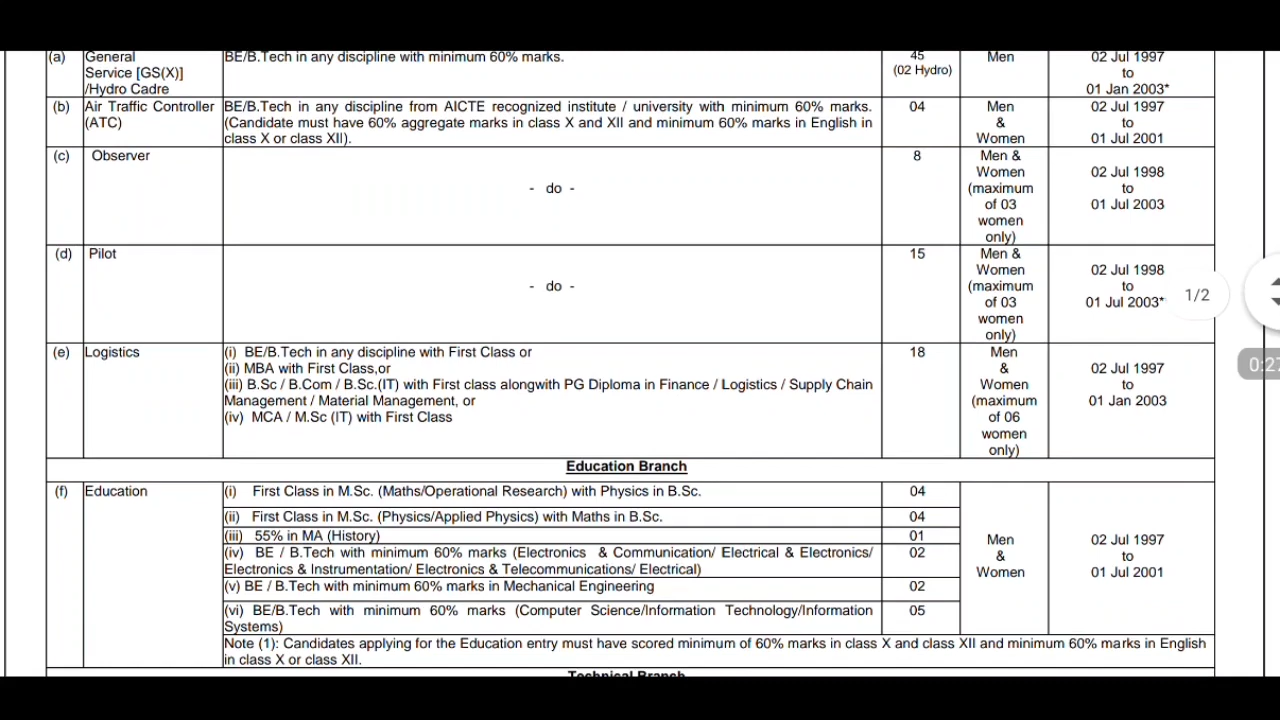 (a) General BE/B.Tech in any discipline with minimum 60% marks. 45 Men 02 Jul 1997
Service [GS(X)] (02 Hydro) to
/Hydro Cadre 01 Jan 2003*
(b) Air Traffic Controller BE/B.Tech in any discipline from AICTE recognized institute / university with minimum 60% marks. 04 Men 02 Jul 1997
(ATC) (Candidate must have 60% aggregate marks in class X and XII and minimum 60% marks in English in & to
class X or class XII). Women 01 Jul 2001
(c) Observer 8 Men &
Women 02 Jul 1998
- do - (maximum to
of 03 01 Jul 2003
women
only)
(d) Pilot 15 Men &
Women 02 Jul 1998
- do - (maximum to
of 03 01 Jul 2003*
women
only)
1/2
(e) Logistics (i) BE/B.Tech in any discipline with First Class or 18 Men
(ii) MBA with First Class,or & 02 Jul 1997
(iii) B.Sc / B.Com / B.Sc.(IT) with First class alongwith PG Diploma in Finance / Logistics / Supply Chain Women to
Management / Material Management, or (maximum 01 Jan 2003
(iv) MCA / M.Sc (IT) with First Class of 06
women
only)
0:27
Education Branch
(f) Education (i) First Class in M.Sc. (Maths/Operational Research) with Physics in B.Sc. 04
(ii) First Class in M.Sc. (Physics/Applied Physics) with Maths in B.Sc. 04
(iii) 55% in MA (History) 01 Men 02 Jul 1997
(iv) BE / B.Tech with minimum 60% marks (Electronics & Communication/ Electrical & Electronics/ 02 & to
Electronics & Instrumentation/ Electronics & Telecommunications/ Electrical) Women 01 Jul 2001
(v) BE / B.Tech with minimum 60% marks in Mechanical Engineering 02
(vi) BE/B.Tech with minimum 60% marks (Computer Science/Information Technology/Information 05
Systems)
Note (1): Candidates applying for the Education entry must have scored minimum of 60% marks in class X and class XII and minimum 60% marks in English
in class X or class XII.
Technical Branch